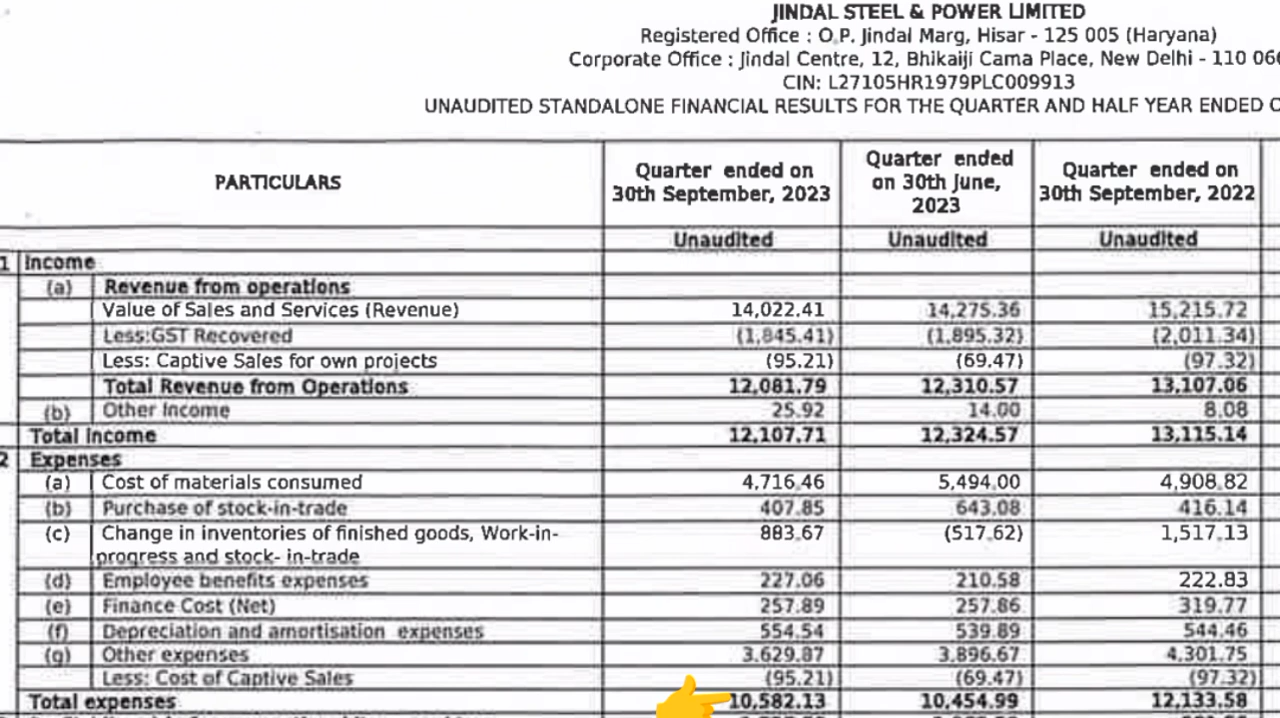 JINDAL STEEL & POWER LIMITED
Registered Office : O.P. Jindal Marg, Hisar - 125 005 (Haryana)
Corporate Office : Jindal Centre, 12, Bhikaiji Cama Place, New Delhi - 110 06
CIN: L27105HR1979PLC009913
UNAUDITED STANDALONE FINANCIAL RESULTS FOR THE QUARTER AND HALF YEAR ENDED O
PARTICULARS Quarter ended on 30th September, 2023 Quarter ended on 30th June, 2023 Quarter ended on 30th September, 2022
Unaudited Unaudited Unaudited
1 Income
(a) Revenue from operations
Value of Sales and Services (Revenue) 14,022.41 14,275.36 15,215.72
Less:GST Recovered (1,845.41) (1,895.32) (2,011.34)
Less: Captive Sales for own projects (95.21) (69.47) (97.32)
Total Revenue from Operations 12,081.79 12,310.57 13,107.06
(b) Other Income 25.92 14.00 8.08
Total Income 12,107.71 12,324.57 13,115.14
2 Expenses
(a) Cost of materials consumed 4,716.46 5,494.00 4,908.82
(b) Purchase of stock-in-trade 407.85 643.08 416.14
(c) Change in inventories of finished goods, Work-in- 883.67 (517.62) 1,517.13
progress and stock- in-trade
(d) Employee benefits expenses 227.06 210.58 222.83
(e) Finance Cost (Net) 257.89 257.86 319.77
(f) Depreciation and amortisation expenses 554.54 539.89 544.46
(g) Other expenses 3,629.87 3,896.67 4,301.75
Less: Cost of Captive Sales (95.21) (69.47) (97.32)
Total expenses 10,582.13 10,454.99 12,133.58